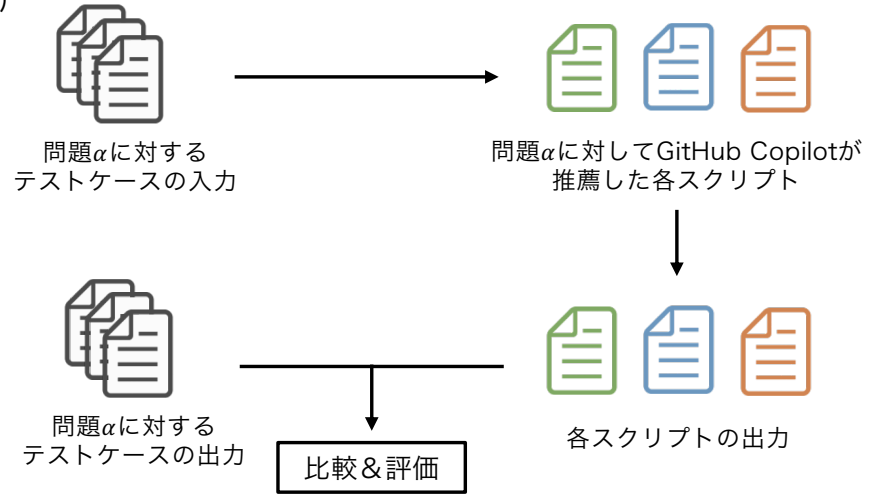 )
問題αに対する
テストケースの入力
問題αに対してGitHub Copilotが
推薦した各スクリプト
問題αに対する
テストケースの出力
各スクリプトの出力
比較＆評価